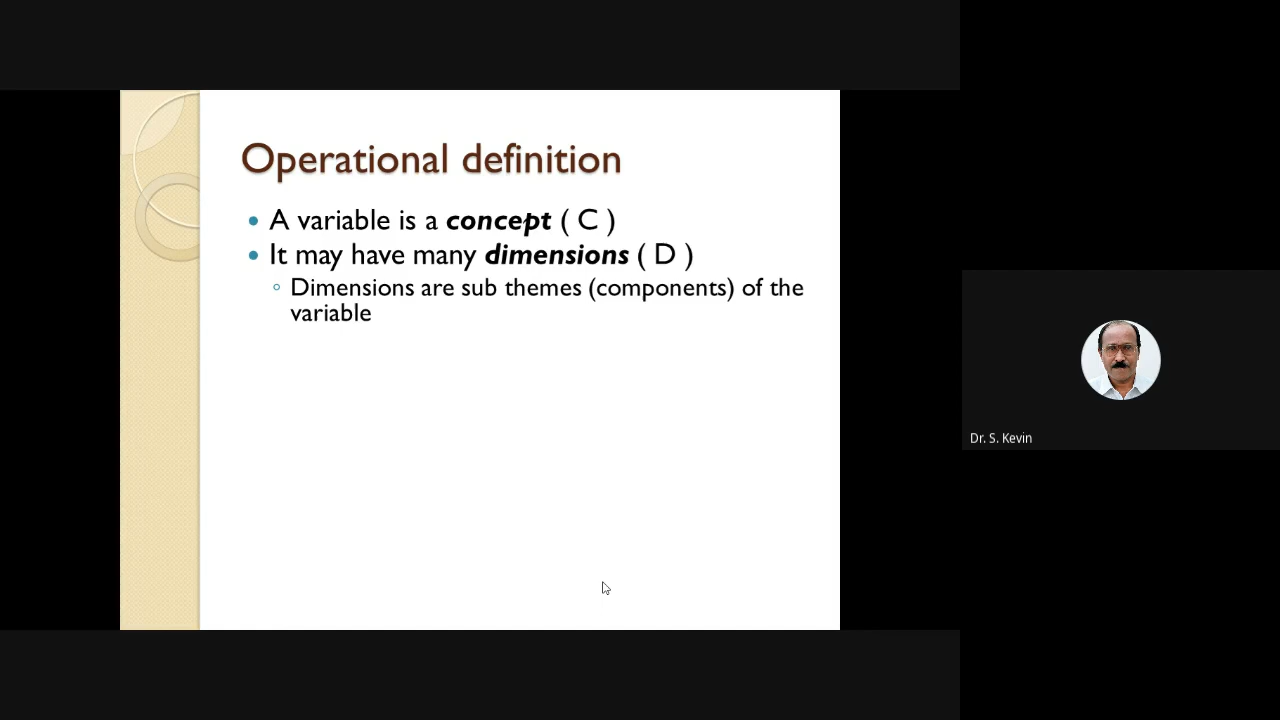 Operational definition
A variable is a concept ( C )
It may have many dimensions ( D )
Dimensions are sub themes (components) of the
variable
Dr. S. Kevin